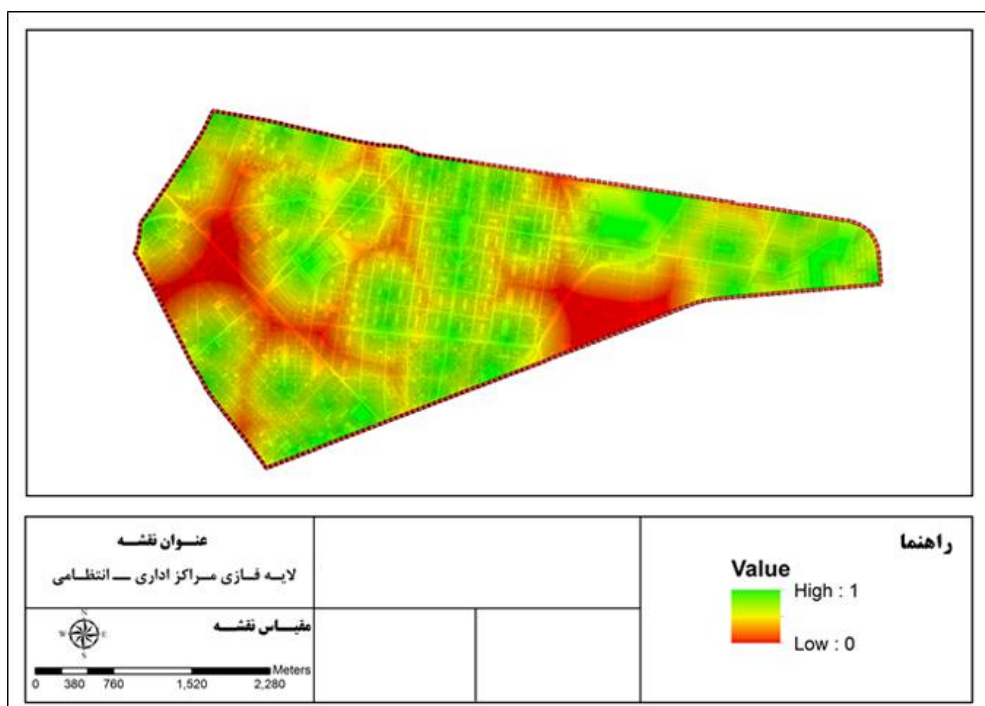 راهنما
Value
High : 1
Low : 0
عنوان نقشه
لایه فازی مراکز اداری – انتظامی
مقیاس نقشه
N
W E
S
Meters
0 380 760 1,520 2,280